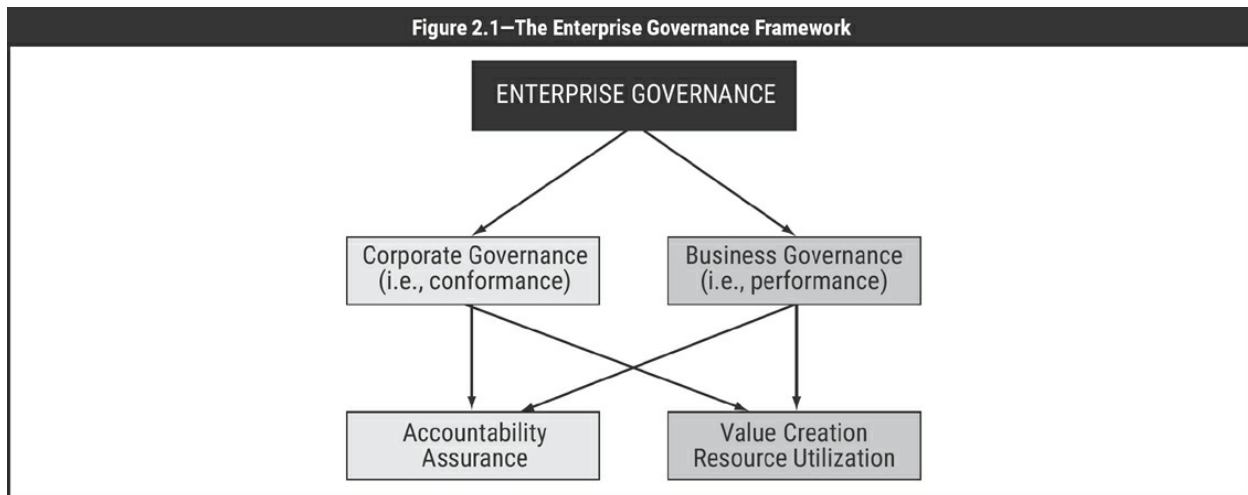 Figure 2.1—The Enterprise Governance Framework
ENTERPRISE GOVERNANCE
Corporate Governance
(i.e., conformance)
Business Governance
(i.e., performance)
Accountability
Assurance
Value Creation
Resource Utilization